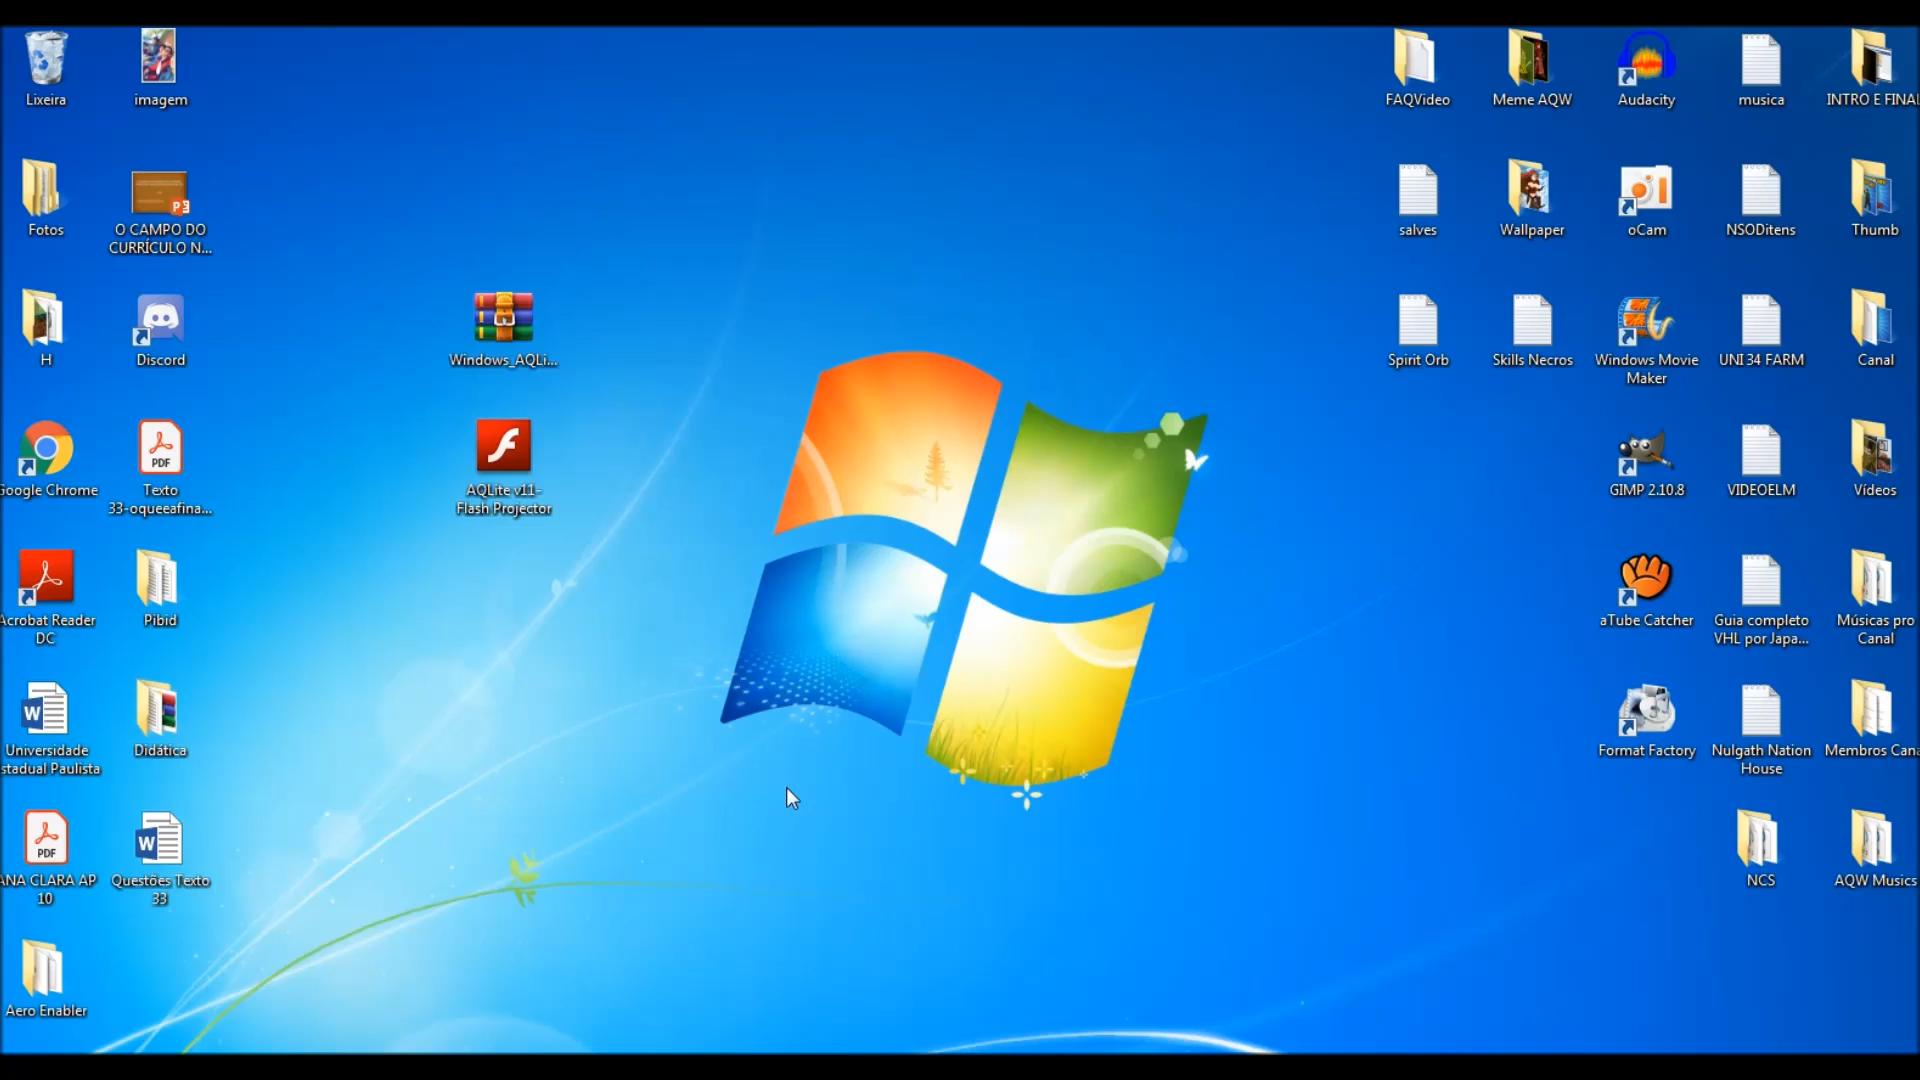 Lixeira
imagem
FAQVideo
Meme AQW
Audacity
musica
INTRO E FINAL
Fotos
O CAMPO DO
CURRÍCULO N...
salves
Wallpaper
oCam
NSODitens
Thumb
H
Discord
Windows_AQLi...
Spirit Orb
Skills Necros
Windows Movie
Maker
UNI 34 FARM
Canal
Google Chrome
PDF
Texto
33-oqueeafina...
AQLite v11-
Flash Projector
GIMP 2.10.8
VIDEOELM
Vídeos
Acrobat Reader
DC
Pibid
aTube Catcher
Guia completo
VHL por Japa...
Músicas pro
Canal
W
Universidade
stadual Paulista
Didática
Format Factory
Nulgath Nation
House
Membros Cana
PDF
ANA CLARA AP
10
W
Questões Texto
33
NCS
AQW Musics
Aero Enabler